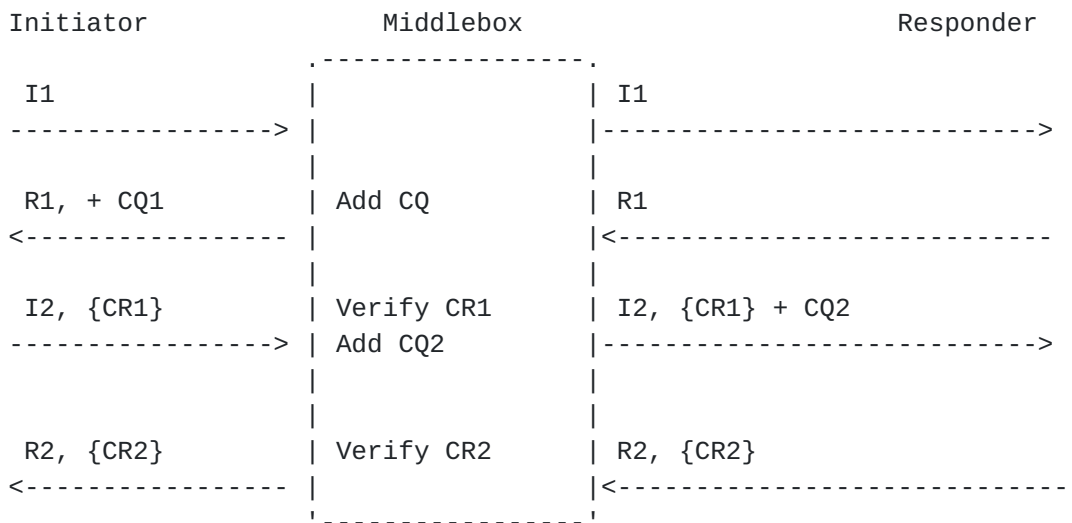 Initiator Middlebox Responder
.-----------------.
I1 | | I1
-----------------> | |--------------------------->
| |
R1, + CQ1 | Add CQ | R1
<----------------- | |<---------------------------
| |
I2, {CR1} | Verify CR1 | I2, {CR1} + CQ2
-----------------> | Add CQ2 |--------------------------->
| |
| |
R2, {CR2} | Verify CR2 | R2, {CR2}
<----------------- | |<----------------------------
'-----------------'